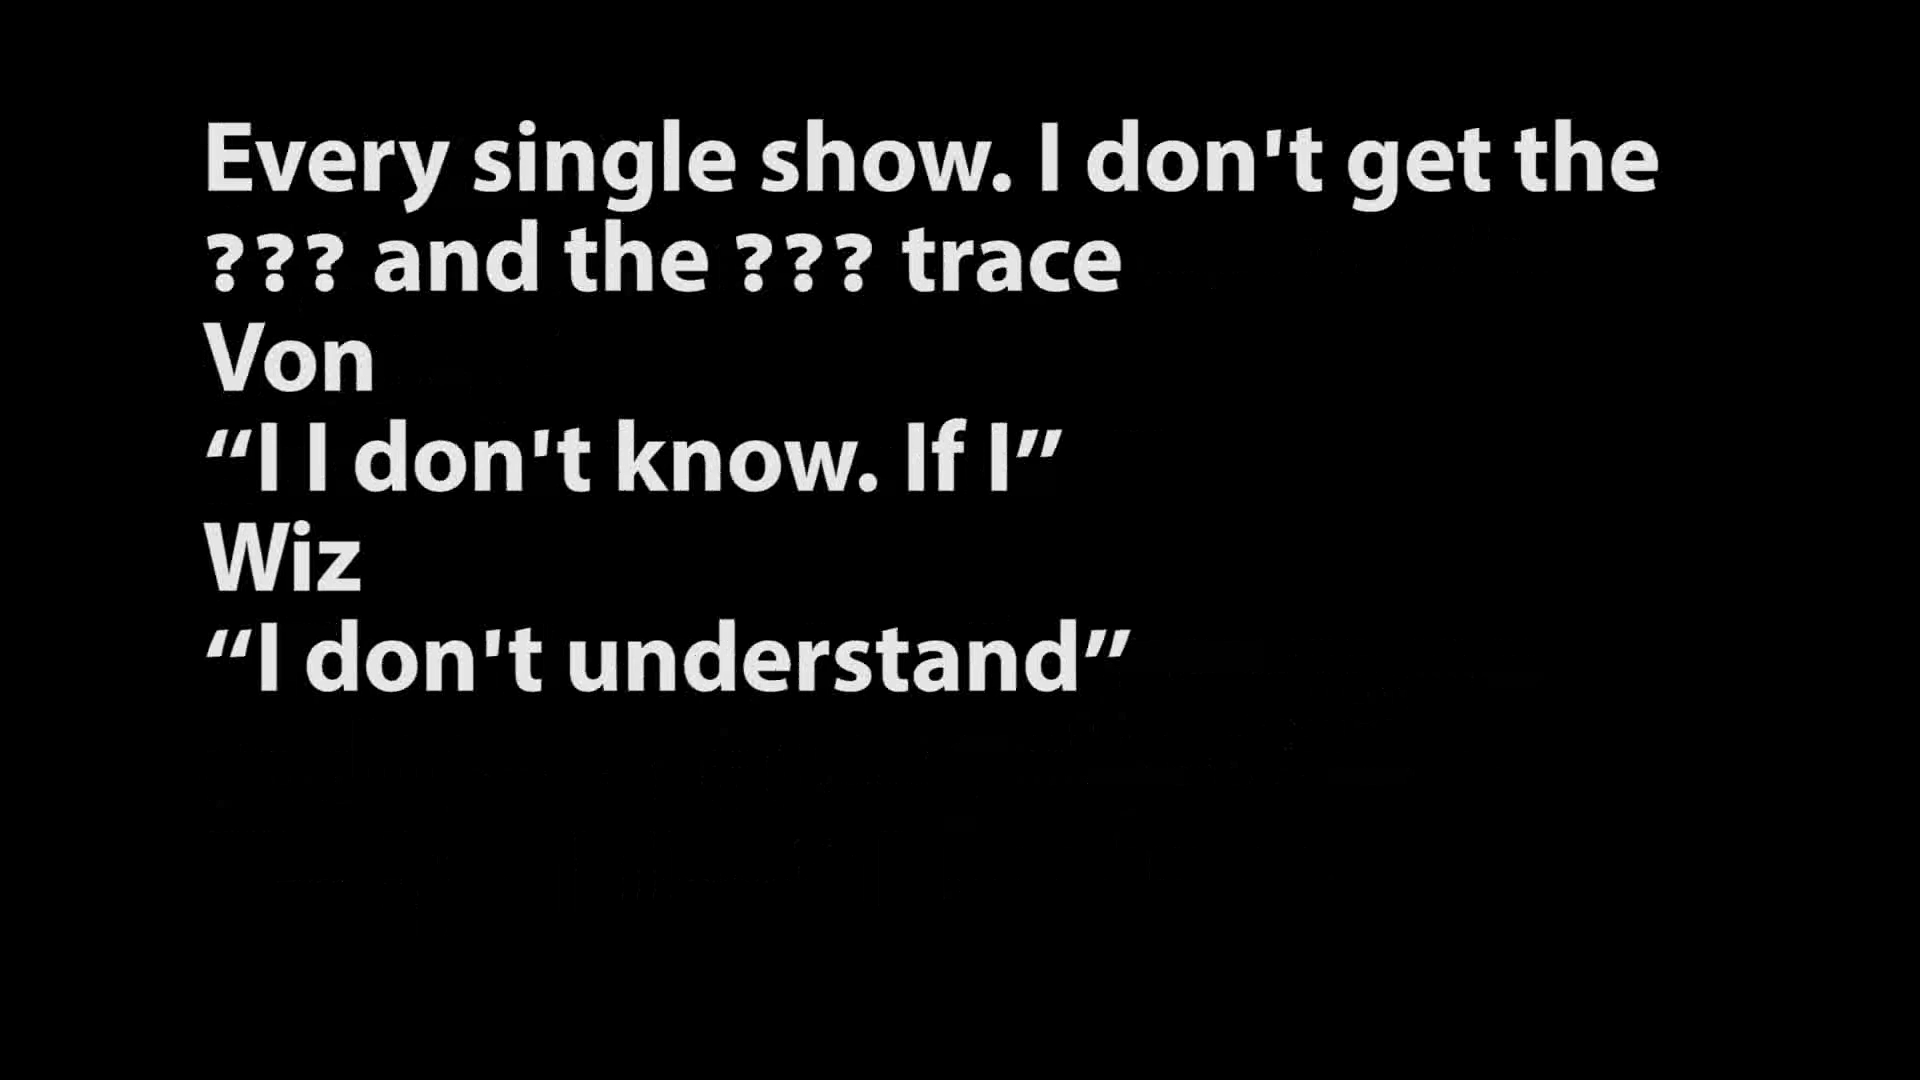 Every single show. I don't get the
??? and the ??? trace
Von
“I I don't know. If I”
Wiz
“I don't understand”